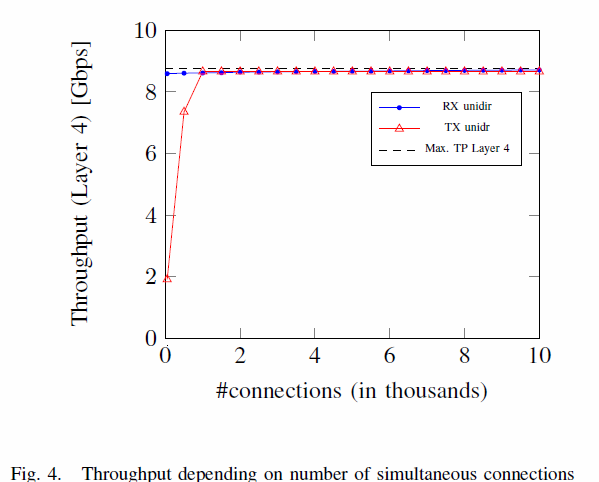 10
8
6
4
2
0
Throughput (Layer 4) [Gbps]
RX unidir
TX unidr
Max. TP Layer 4
0 2 4 6 8 10
#connections (in thousands)
Fig. 4. Throughput depending on number of simultaneous connections